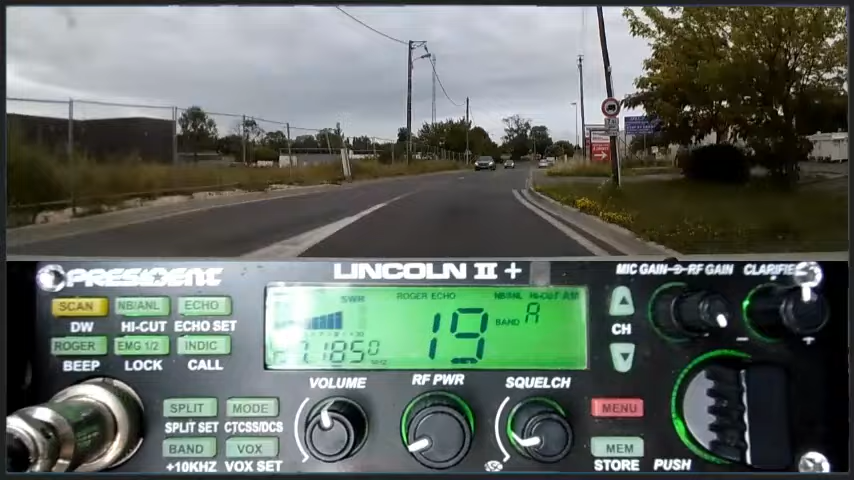 PRESIDENT
LINCOLN II +
MIC GAIN RF GAIN CLARIFIER
SCAN NB/ANL ECHO
DW HI-CUT ECHO SET
ROGER EMG 1/2 INDIC
BEEP LOCK CALL
SWR ROGER ECHO NB/ANL HI-CUT AM
19 BAND A
27.1850
CH
VOLUME RF PWR SQUELCH
SPLIT MODE
SPLIT SET CTCSS/DCS
BAND VOX
+10KHZ VOX SET
MENU
MEM
STORE PUSH
- +